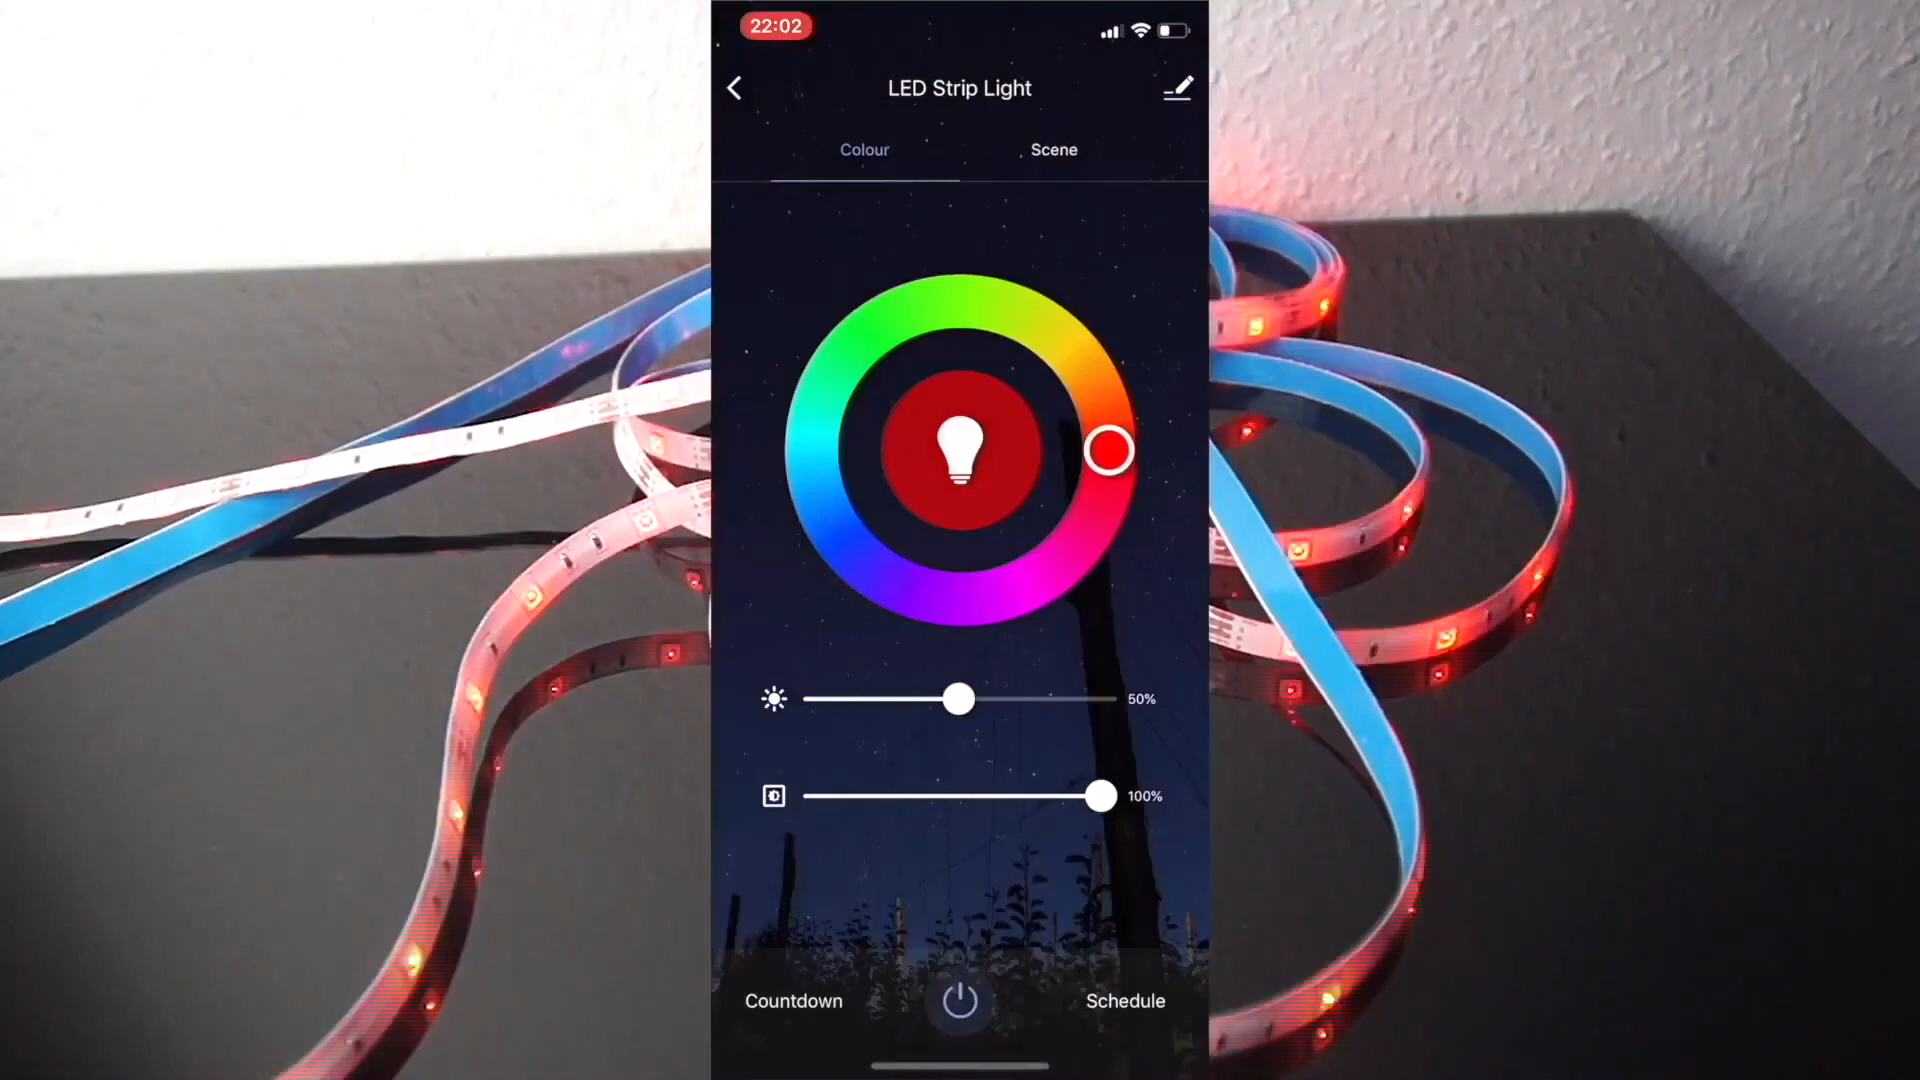 22:02
LED Strip Light
Colour
Scene
50%
100%
Countdown
Schedule